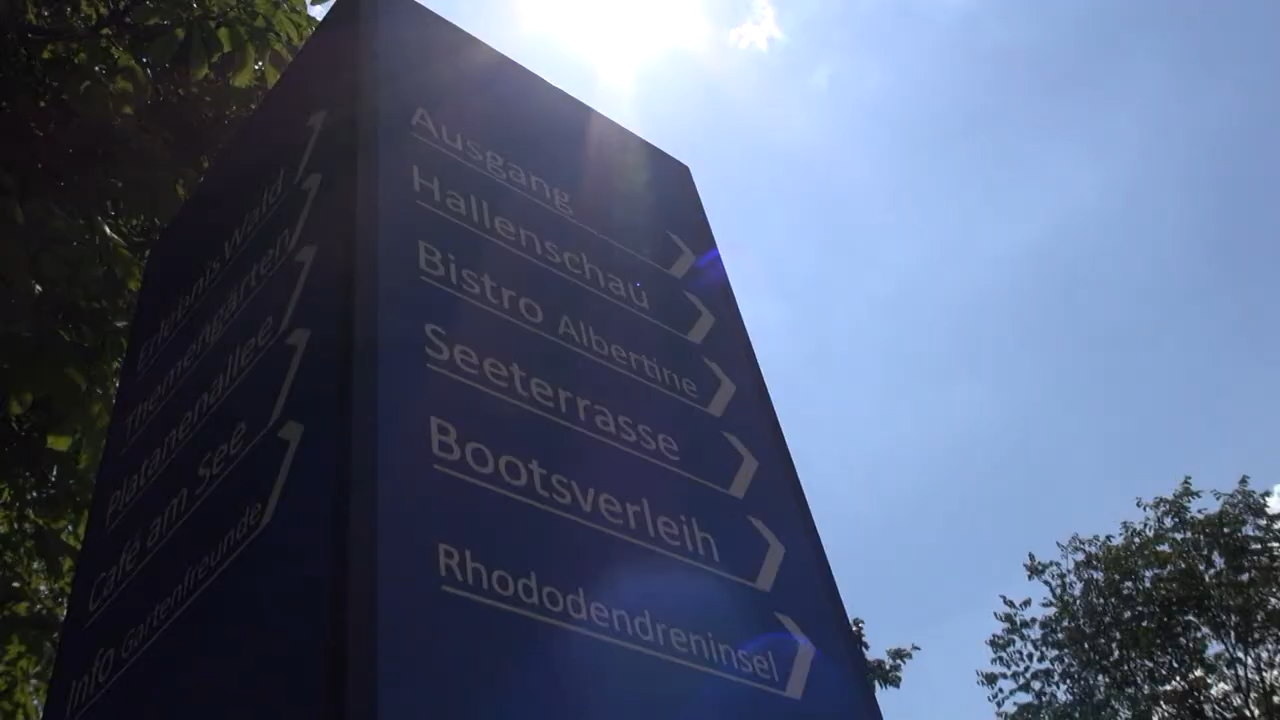 Erlebnis Wald
Themengarten
Platanenallee
Café am See
Info Gartenfreunde
Ausgang
Hallenschau
Bistro Albertine
Seeterrasse
Bootsverleih
Rhododendreninsel